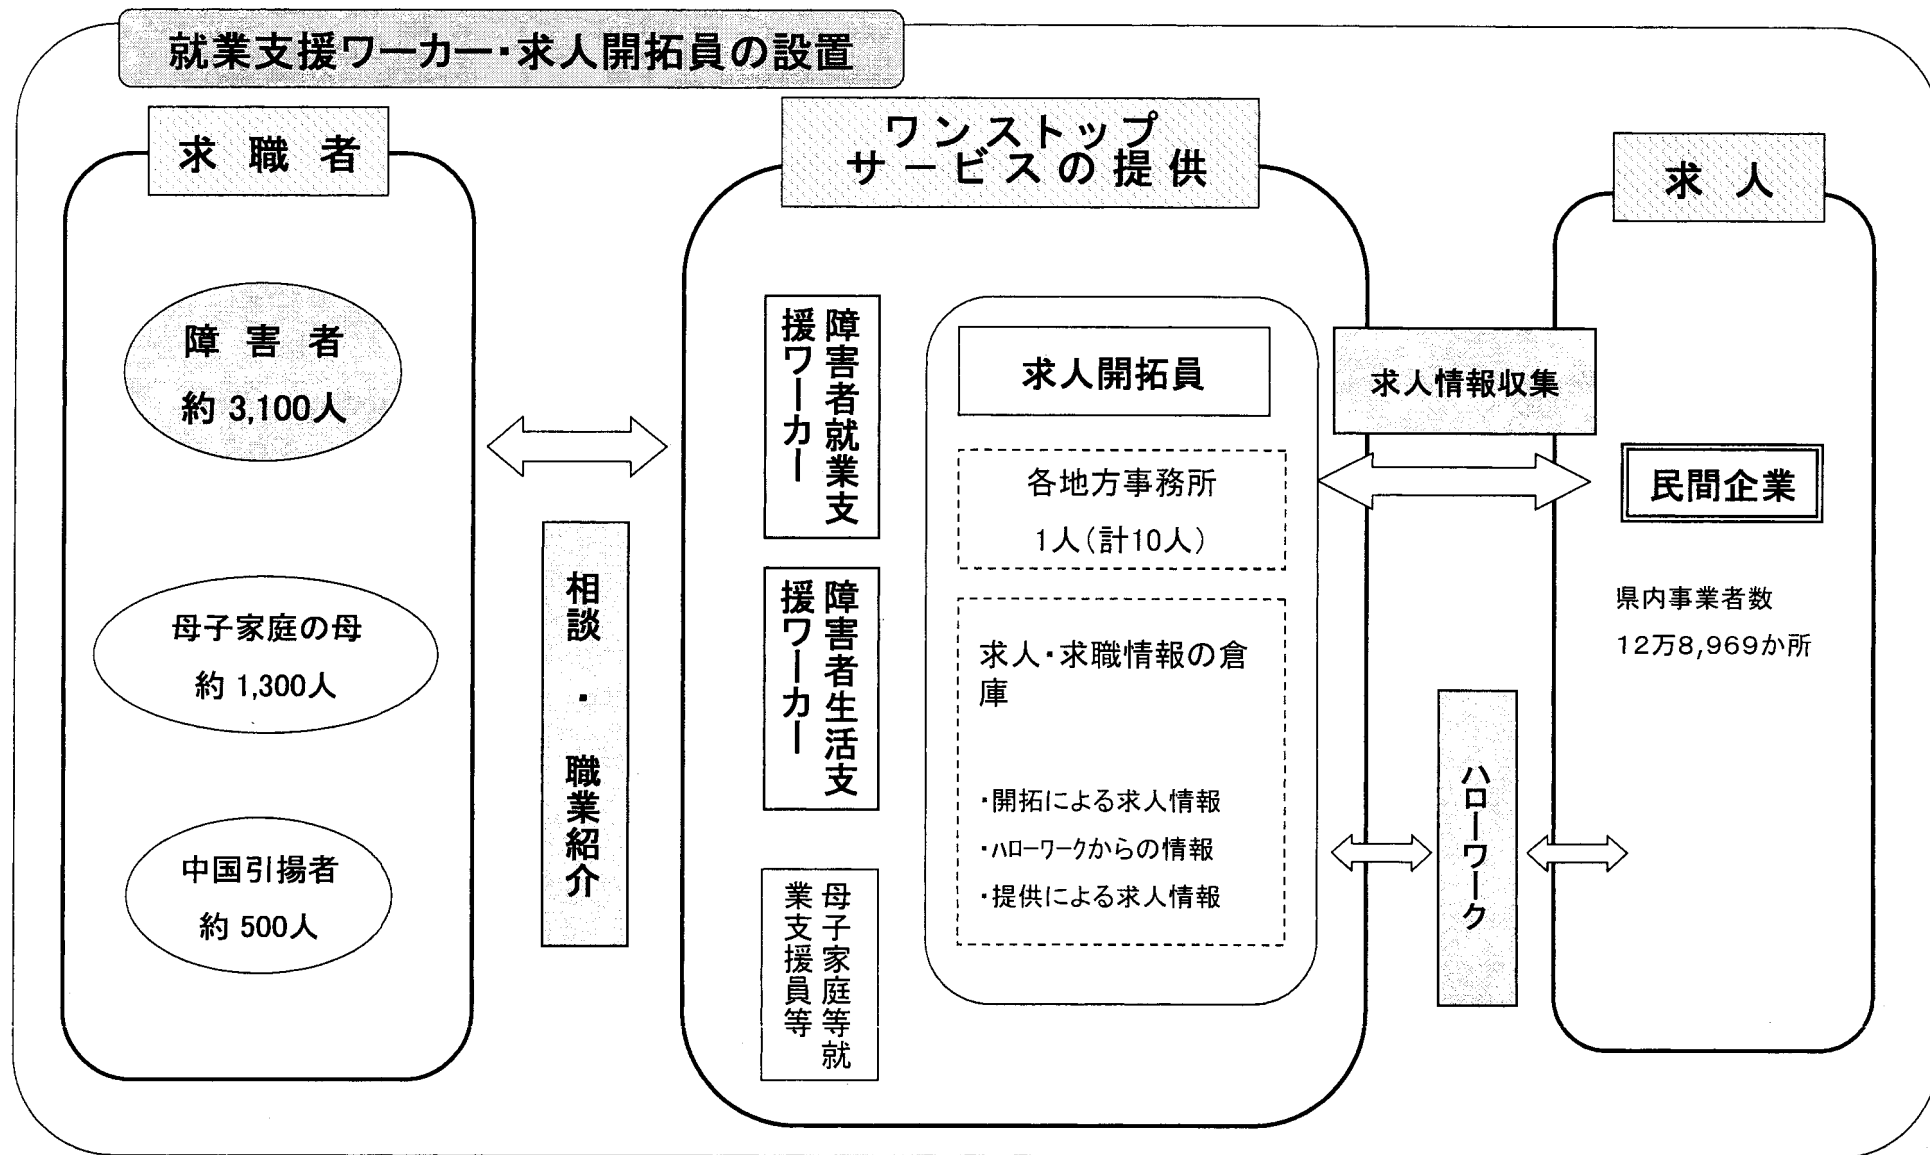 就業支援ワーカー・求人開拓員の設置
求職者
障害者
約 3,100人
母子家庭の母
約 1,300人
中国引揚者
約 500人
相談・職業紹介
ワンストップ
サービスの提供
障害者就業支
援ワーカー
障害者生活支
援ワーカー
母子家庭等就
業支援員等
求人開拓員
各地方事務所
1人(計10人)
求人・求職情報の倉
庫
・開拓による求人情報
・ハローワークからの情報
・提供による求人情報
求人情報収集
ハローワーク
求人
民間企業
県内事業者数
12万8,969か所